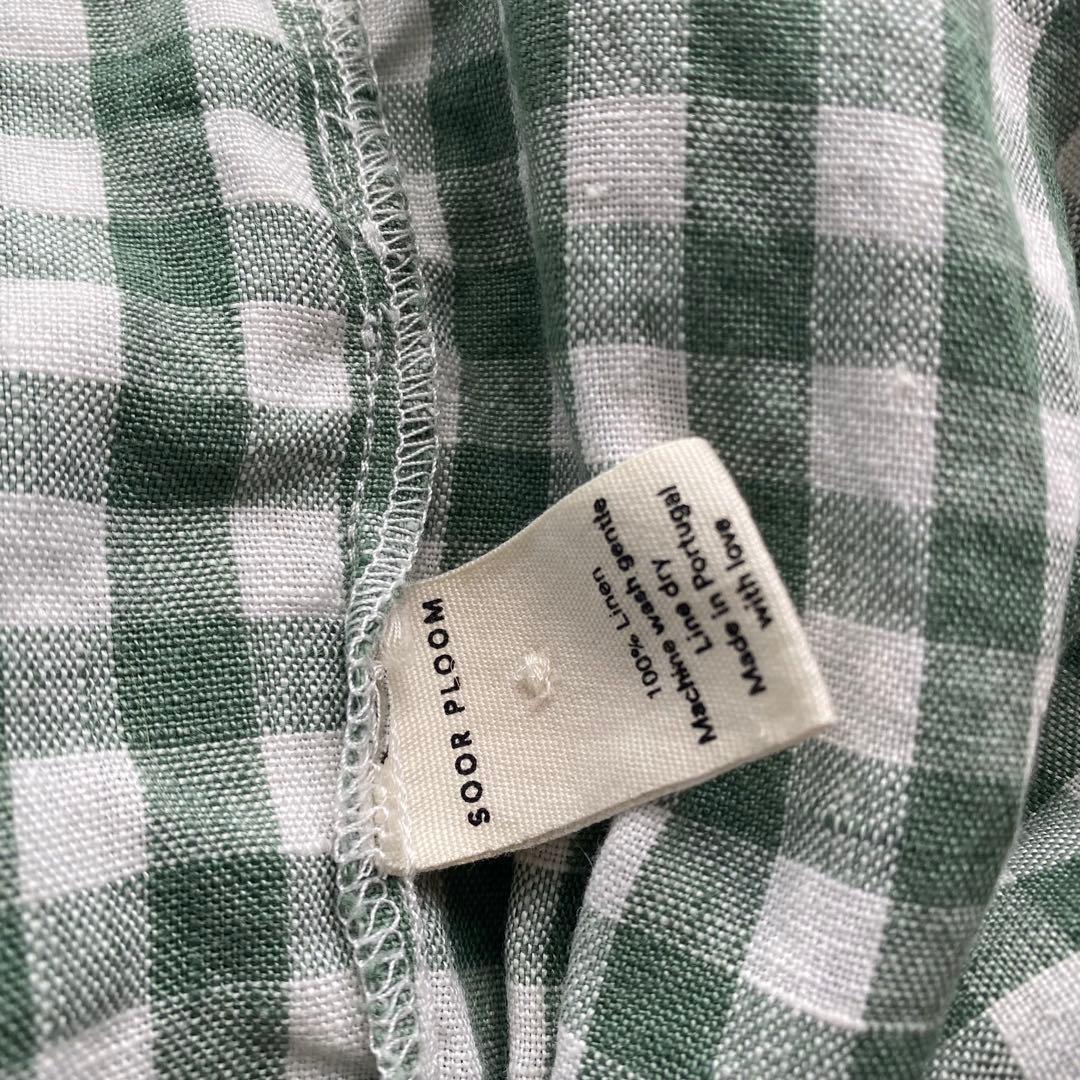 SOOR PLOOM
100% Linen
Machine wash gentle
Line dry
Made in Portugal
with love